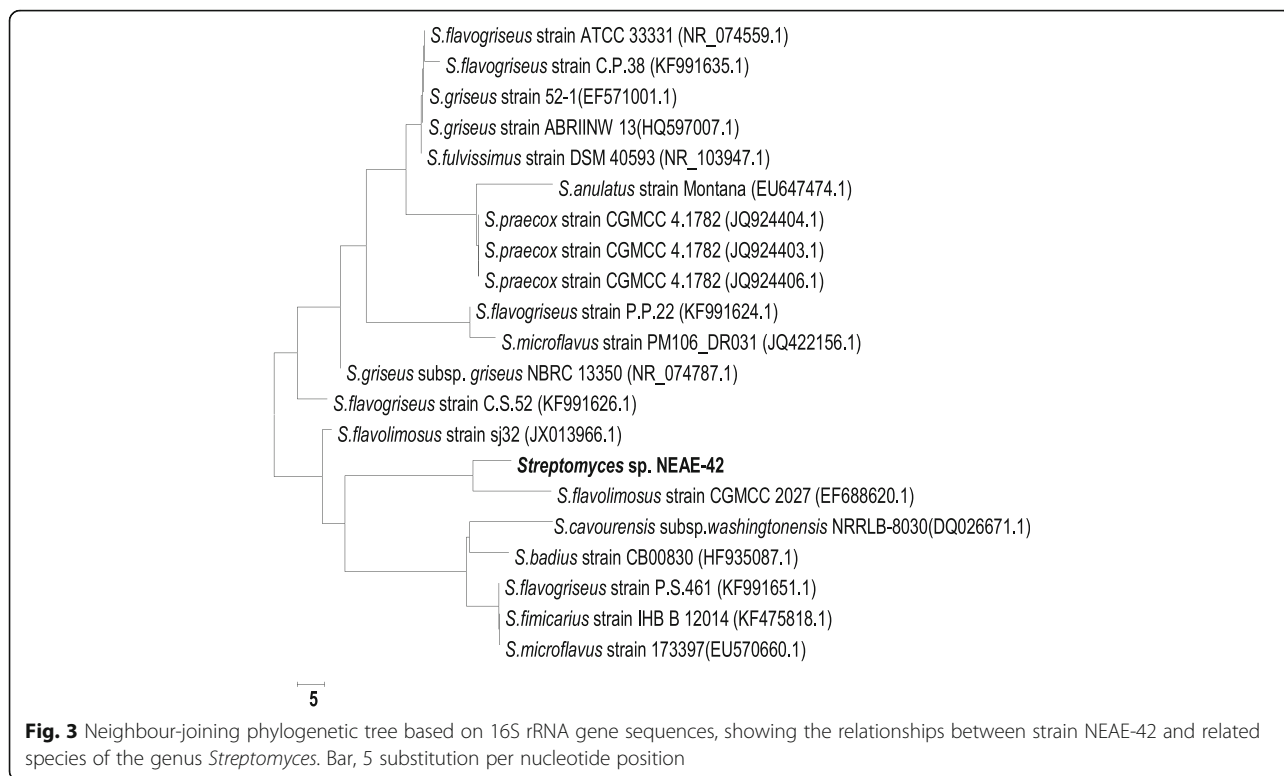 S.flavogriseus strain ATCC 33331 (NR_074559.1)
S.flavogriseus strain C.P.38 (KF991635.1)
S.griseus strain 52-1(EF571001.1)
S.griseus strain ABRIINW 13(HQ597007.1)
S.fulvissimus strain DSM 40593 (NR_103947.1)
S.anulatus strain Montana (EU647474.1)
S.praecox strain CGMCC 4.1782 (JQ924404.1)
S.praecox strain CGMCC 4.1782 (JQ924403.1)
S.praecox strain CGMCC 4.1782 (JQ924406.1)
S.flavogriseus strain P.P.22 (KF991624.1)
S.microflavus strain PM106_DR031 (JQ422156.1)
S.griseus subsp. griseus NBRC 13350 (NR_074787.1)
S.flavogriseus strain C.S.52 (KF991626.1)
S.flavolimosus strain sj32 (JX013966.1)
Streptomyces sp. NEAE-42
S.flavolimosus strain CGMCC 2027 (EF688620.1)
S.cavourensis subsp.washingtonensis NRRLB-8030(DQ026671.1)
S.badius strain CB00830 (HF935087.1)
S.flavogriseus strain P.S.461 (KF991651.1)
S.fimicarius strain IHB B 12014 (KF475818.1)
S.microflavus strain 173397(EU570660.1)
5
Fig. 3 Neighbour-joining phylogenetic tree based on 16S rRNA gene sequences, showing the relationships between strain NEAE-42 and related
species of the genus Streptomyces. Bar, 5 substitution per nucleotide position